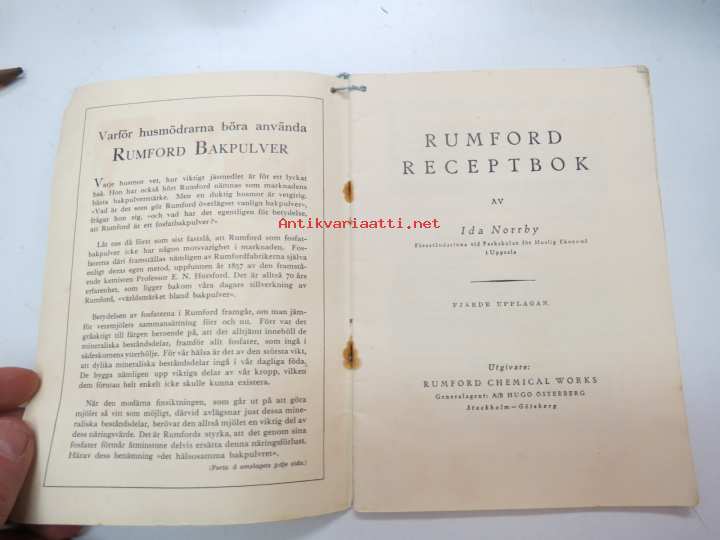 Varför husmödrarna böra använda
RUMFORD BAKPULVER
Varje husmor vet, hur viktigt jäsmedlet är för ett lyckat
bak. Hon har också hört Rumford nämnas som marknadens
bästa bakpulvermärke. Men en duktig husmor är vetgirig.
»Vad är det som gör Rumford överlägset vanliga bakpulver»,
frågar hon sig, »och vad har det egentligen för betydelse,
att Rumford är ett fosfatbakpulver?»
Låt oss då först som sist fastslå, att Rumford som fosfat-
bakpulver icke har någon motsvarighet i marknaden. Fos-
faterna däri framställas nämligen av Rumfordfabrikerna själva
enligt deras egen metod, uppfunnen år 1857 av den framstå-
ende kemisten Professor E. N. Horsford. Det är alltså 70 års
erfarenhet, som ligger bakom våra dagars tillverkning av
Rumford, »världsmärket bland bakpulver».
Betydelsen av fosfaterna i Rumford framgår, om man jäm-
för vetemjölets sammansättning förr och nu. Förr var det
gråaktigt till färgen beroende på, att det alltjämt innehöll de
mineraliska beståndsdelar, framför allt fosfater, som ingå i
sädeskornens ytterhölje. För vår hälsa är det av den största vikt,
att dylika mineraliska beståndsdelar ingå i vår dagliga föda.
De bygga nämligen upp viktiga delar av vår kropp, vilken
dem förutan helt enkelt icke skulle kunna existera.
När den moderna forsiktningen, som går ut på att göra
mjölet så vitt som möjligt, därvid avlägsnar just dessa mine-
raliska beståndsdelar, berövar den alltså mjölet en viktig del av
dess näringsvärde. Det är Rumfords styrka, att det genom sina
fosfater förmår åtminstone delvis ersätta denna näringsförlust.
Härav dess benämning »det hälsosamma bakpulvret».
(Forts. å omslagets 3:dje sida.)
RUMFORD
RECEPTBOK
AV
Ida Norrby
Föreståndarinna vid Fackskolan för Huslig Ekonomi
i Uppsala
FJÄRDE UPPLAGAN
Utgivare:
RUMFORD CHEMICAL WORKS
Generalagent: A/B HUGO ÖSTERBERG
Stockholm—Göteborg
Antikvariaatti.net